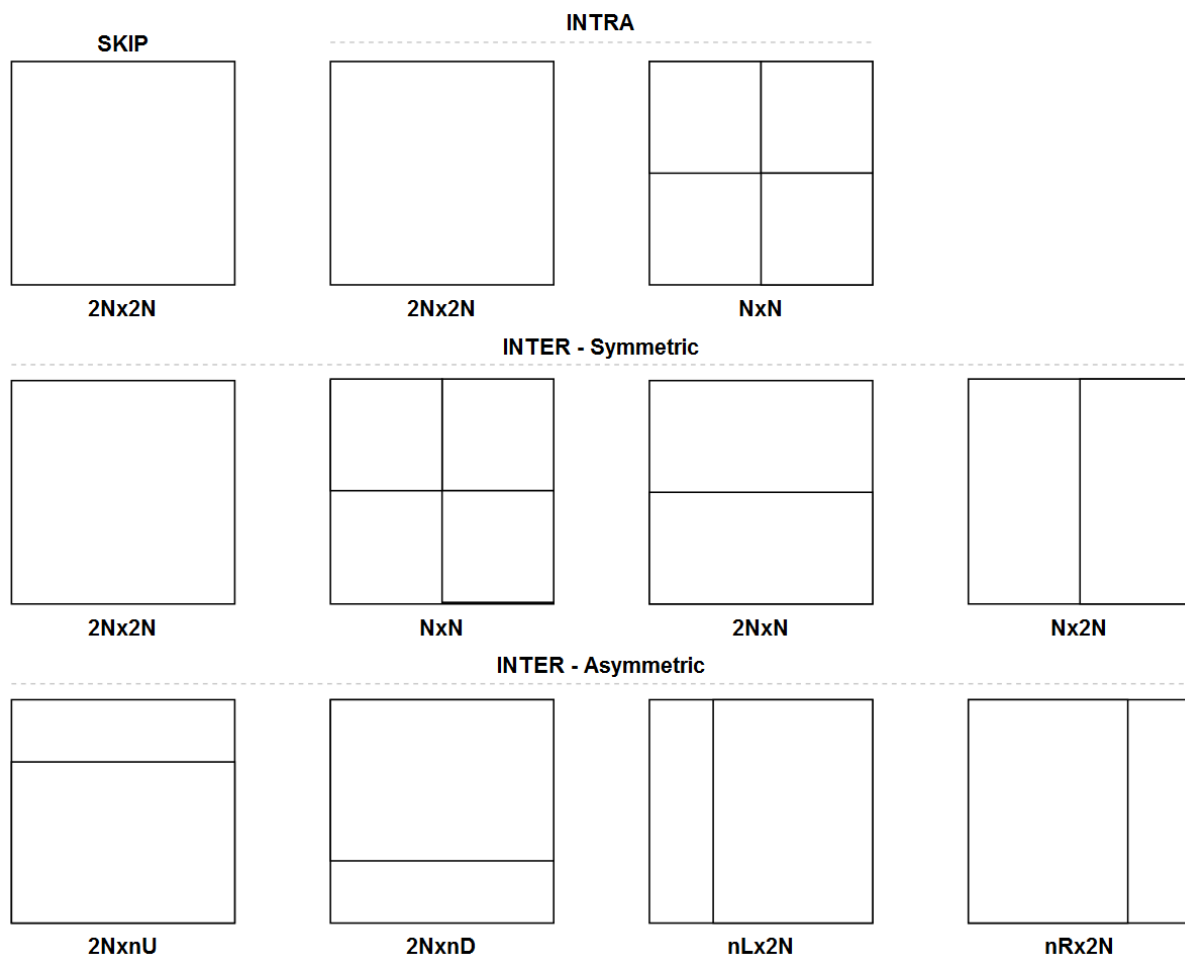 INTRA
SKIP
2Nx2N
2Nx2N
NxN
INTER - Symmetric
2Nx2N
NxN
2NxN
Nx2N
INTER - Asymmetric
2NxnU
2NxnD
nLx2N
nRx2N